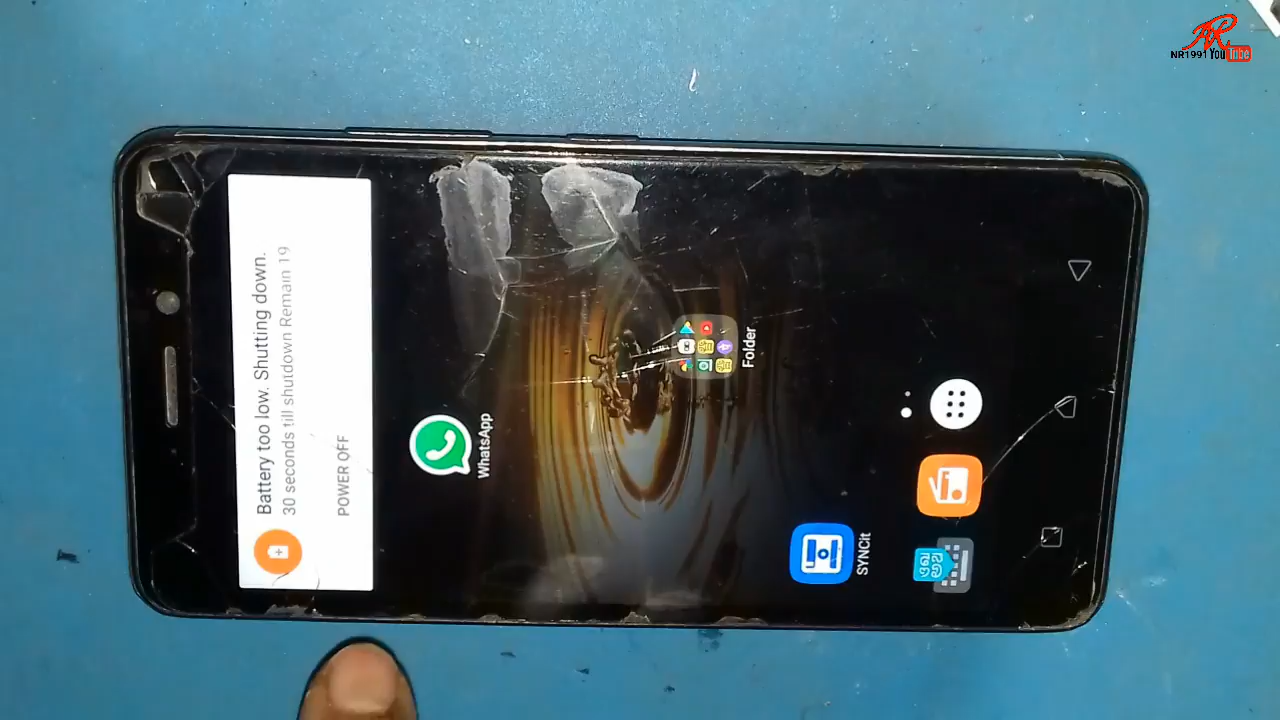 NR1991 YouTube
Battery too low. Shutting down.
30 seconds till shutdown Remain 19
POWER OFF
WhatsApp
Folder
SYNCit